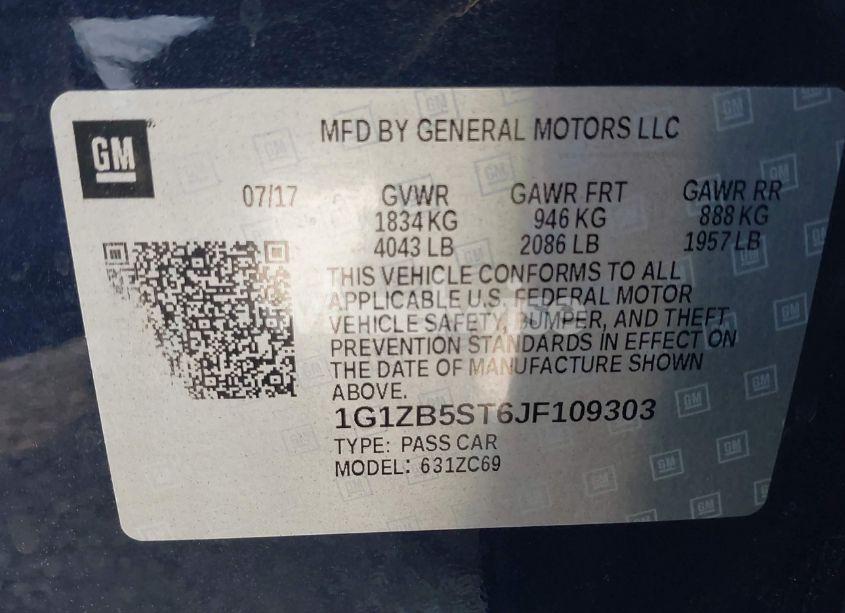 GM
MFD BY GENERAL MOTORS LLC
07/17 GVWR GAWR FRT GAWR RR
1834 KG 946 KG 888 KG
4043 LB 2086 LB 1957 LB
THIS VEHICLE CONFORMS TO ALL
APPLICABLE U.S. FEDERAL MOTOR
VEHICLE SAFETY, BUMPER, AND THEFT
PREVENTION STANDARDS IN EFFECT ON
THE DATE OF MANUFACTURE SHOWN
ABOVE.
1G1ZB5ST6JF109303
TYPE: PASS CAR
MODEL: 631ZC69